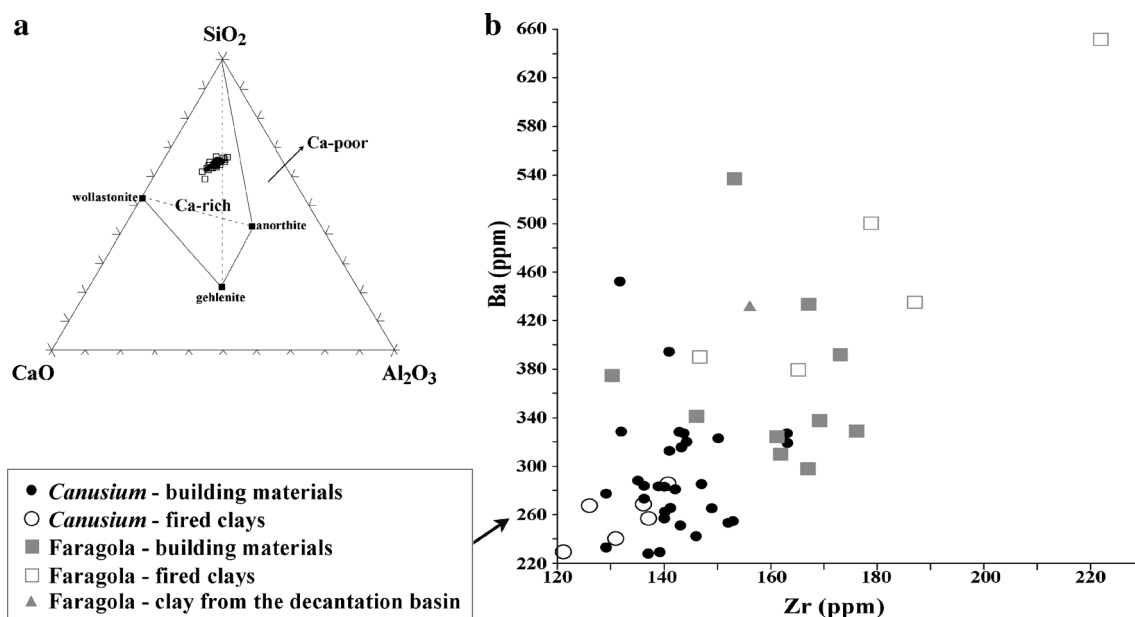 a
SiO₂
Ca-poor
wollastonite
Ca-rich
anorthite
gehlenite
CaO
Al₂O₃
Canusium - building materials
Canusium - fired clays
Faragola - building materials
Faragola - fired clays
Faragola - clay from the decantation basin
b
660
620
580
540
500
460
420
380
340
300
260
220
Ba (ppm)
120
140
160
180
200
220
Zr (ppm)